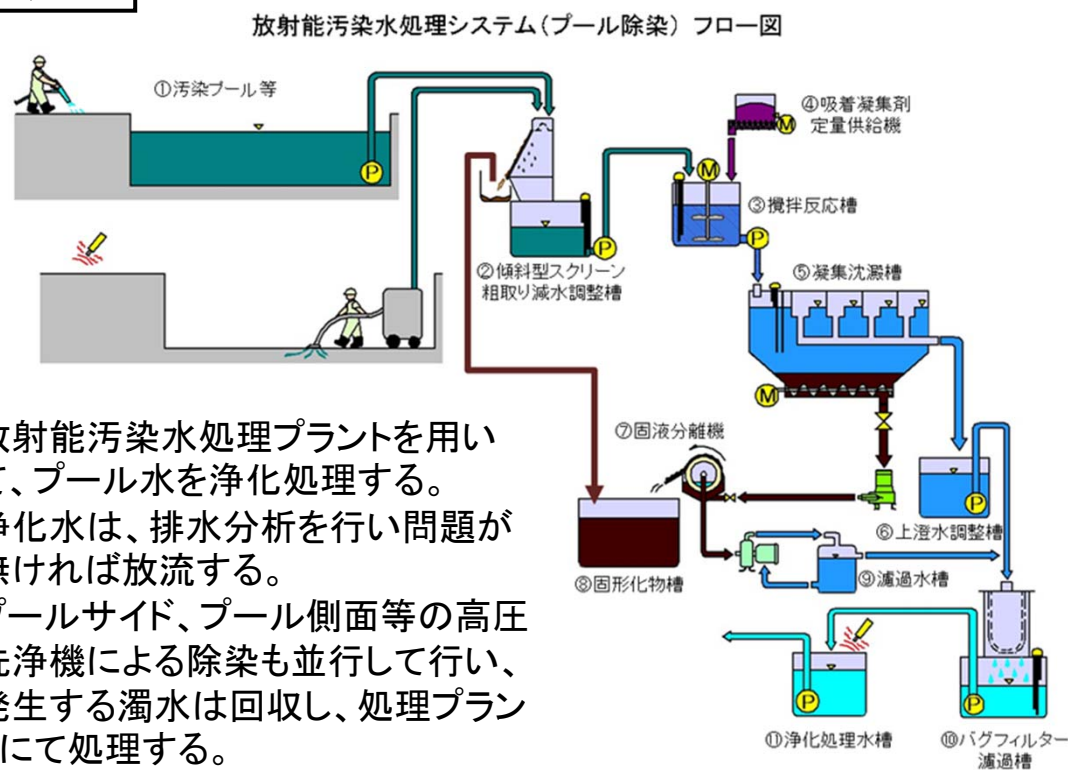 放射能汚染水処理システム(プール除染) フロー図
①汚染プール等
④吸着凝集剤
定量供給機
③攪拌反応槽
②傾斜型スクリーン
粗取り減水調整槽
⑤凝集沈澱槽
⑦固液分離機
⑥上澄水調整槽
⑧固形化物槽
⑨濾過水槽
⑪浄化処理水槽
⑩バグフィルター
濾過槽
P
P
M
M
P
M
P
P
P
放射能汚染水処理プラントを用い
て、プール水を浄化処理する。
浄化水は、排水分析を行い問題が
無ければ放流する。
プールサイド、プール側面等の高圧
洗浄機による除染も並行して行い、
発生する濁水は回収し、処理プラン
にて処理する。